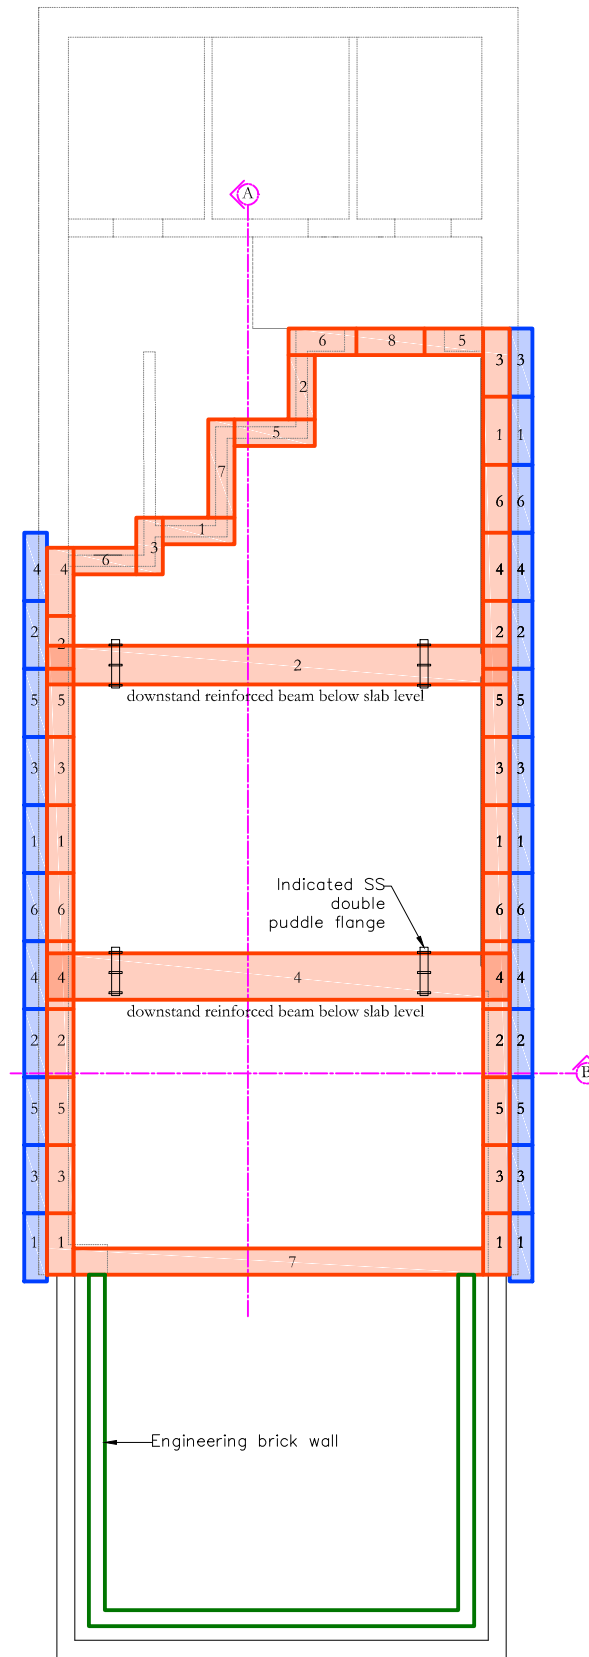 A
6 8 5
3 3
2
1 1
5
7
6 6
1
3
6
4 4 4 4
2 2 2 2
2
downstand reinforced beam below slab level
5 5 5 5
3 3 3 3
1 1 1 1
Indicated SS
double
puddle flange
6 6 6 6
4 4 4 4 4
downstand reinforced beam below slab level
2 2 2 2
B
5 5 5 5
3 3 3 3
1 1 1 1
7
Engineering brick wall